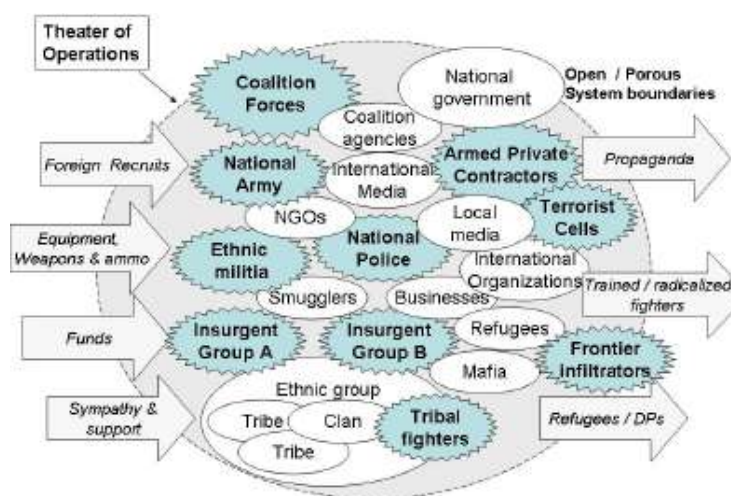 Theater of
Operations
Coalition
Forces
National
government
Open / Porous
System boundaries
Coalition
agencies
Foreign Recruits
National
Army
International
Media
Armed Private
Contractors
Propaganda
NGOs
Local
media
Terrorist
Cells
Equipment,
Weapons & ammo
Ethnic
militia
National
Police
International
Organizations
Smugglers
Businesses
Trained / radicalized
fighters
Funds
Insurgent
Group A
Insurgent
Group B
Refugees
Mafia
Frontier
infiltrators
Sympathy &
support
Ethnic group
Tribe
Clan
Tribe
Tribal
fighters
Refugees / DPs